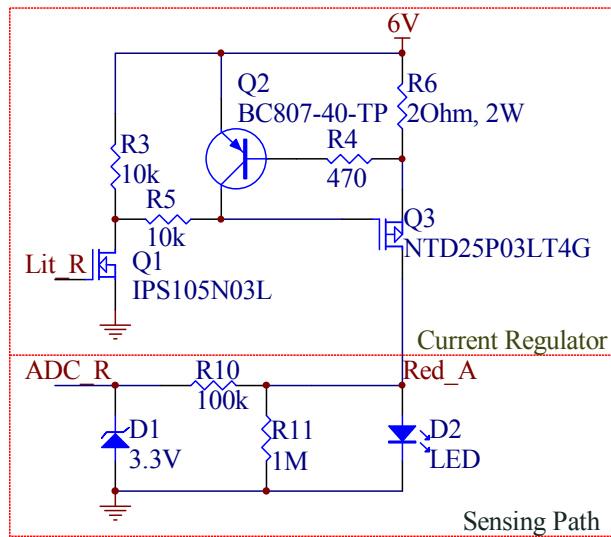 6V
Q2
R6
BC807-40-TP
2Ohm, 2W
R3
R4
10k
470
R5
Q3
10k
NTD25P03LT4G
Lit_R
Q1
IPS105N03L
Current Regulator
ADC_R
R10
Red_A
100k
D1
R11
D2
3.3V
1M
LED
Sensing Path